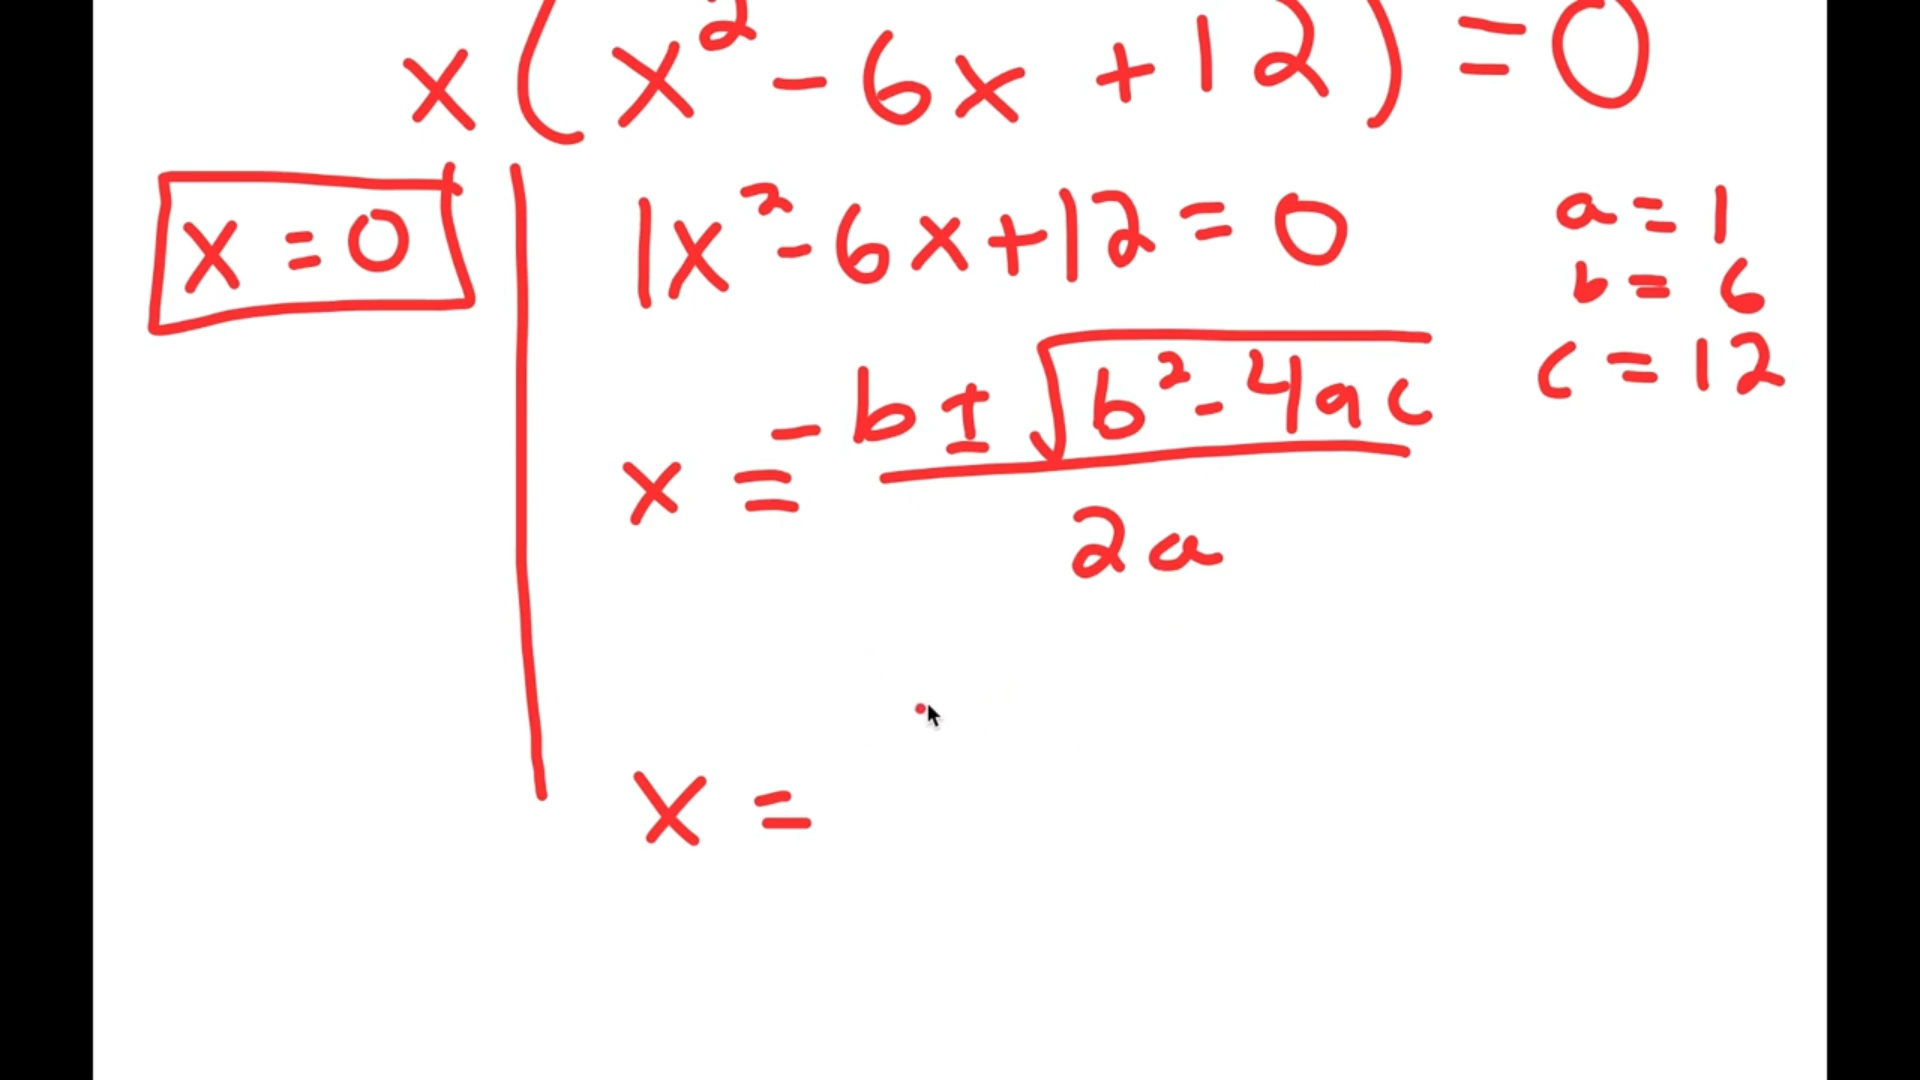 x(x² - 6x + 12) = 0
x = 0
1x² - 6x + 12 = 0
a = 1
b = 6
c = 12
x = -b ± √(b² - 4ac) / 2a
x =